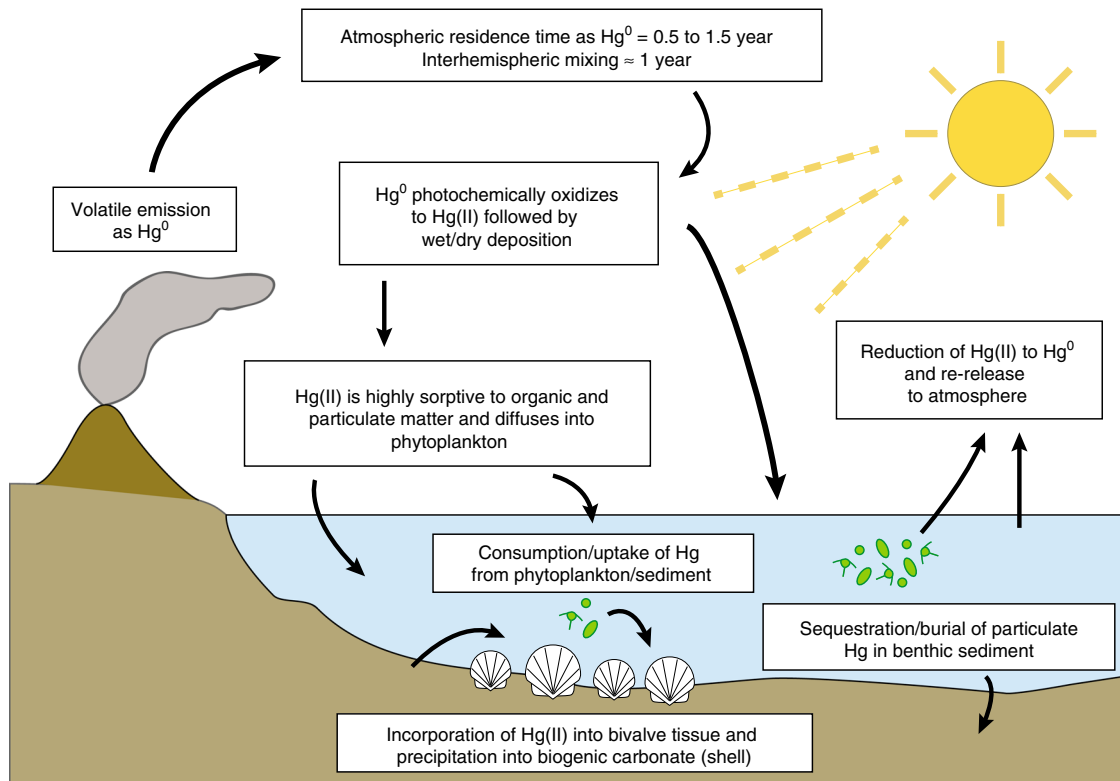 Atmospheric residence time as Hg⁰ = 0.5 to 1.5 year
Interhemispheric mixing ≈ 1 year
Volatile emission
as Hg⁰
Hg⁰ photochemically oxidizes
to Hg(II) followed by
wet/dry deposition
Hg(II) is highly sorptive to organic and
particulate matter and diffuses into
phytoplankton
Reduction of Hg(II) to Hg⁰
and re-release
to atmosphere
Consumption/uptake of Hg
from phytoplankton/sediment
Sequestration/burial of particulate
Hg in benthic sediment
Incorporation of Hg(II) into bivalve tissue and
precipitation into biogenic carbonate (shell)